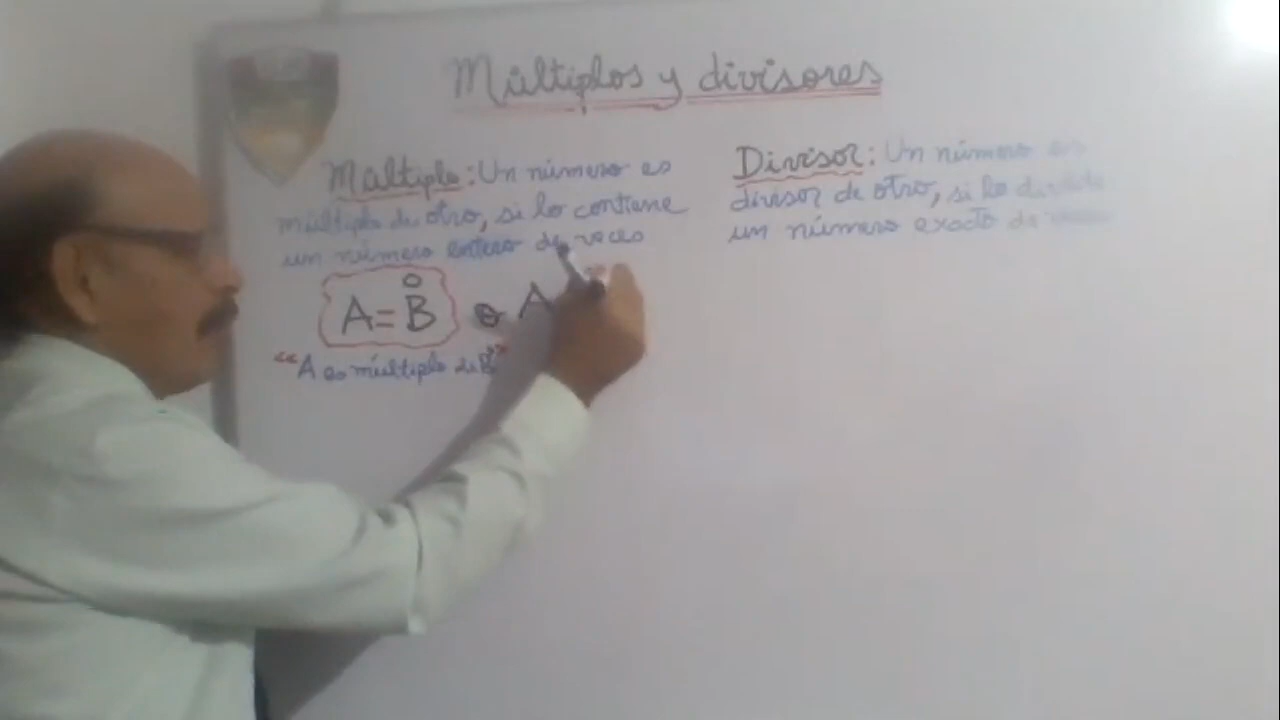 Múltiplos y divisores
Múltiplo: Un número es
múltiplo de otro, si lo contiene
un número entero de veces
A = B̊ o A
"A es múltiplo de B"
Divisor: Un número es
divisor de otro, si lo divide
un número exacto de veces